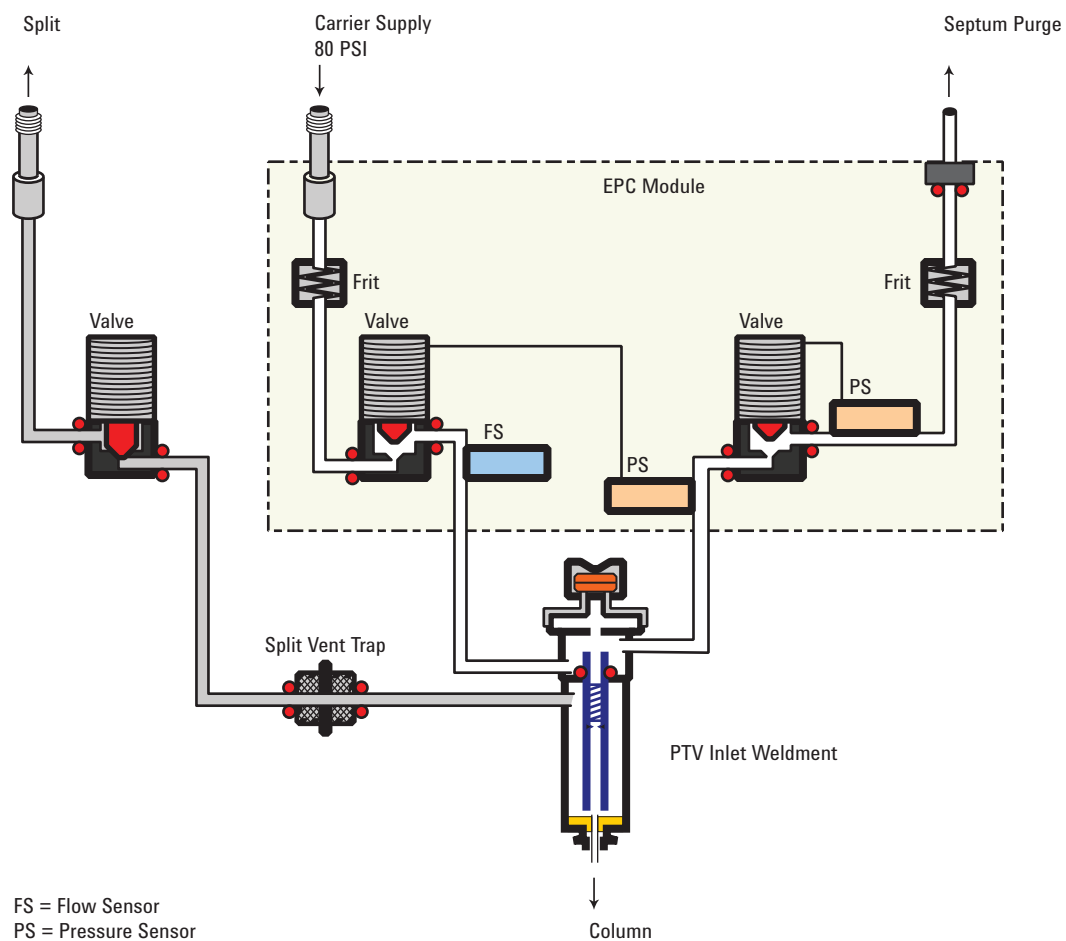 Split
Carrier Supply
80 PSI
Septum Purge
EPC Module
Frit
Frit
Valve
Valve
Valve
PS
FS
PS
Split Vent Trap
PTV Inlet Weldment
FS = Flow Sensor
PS = Pressure Sensor
Column